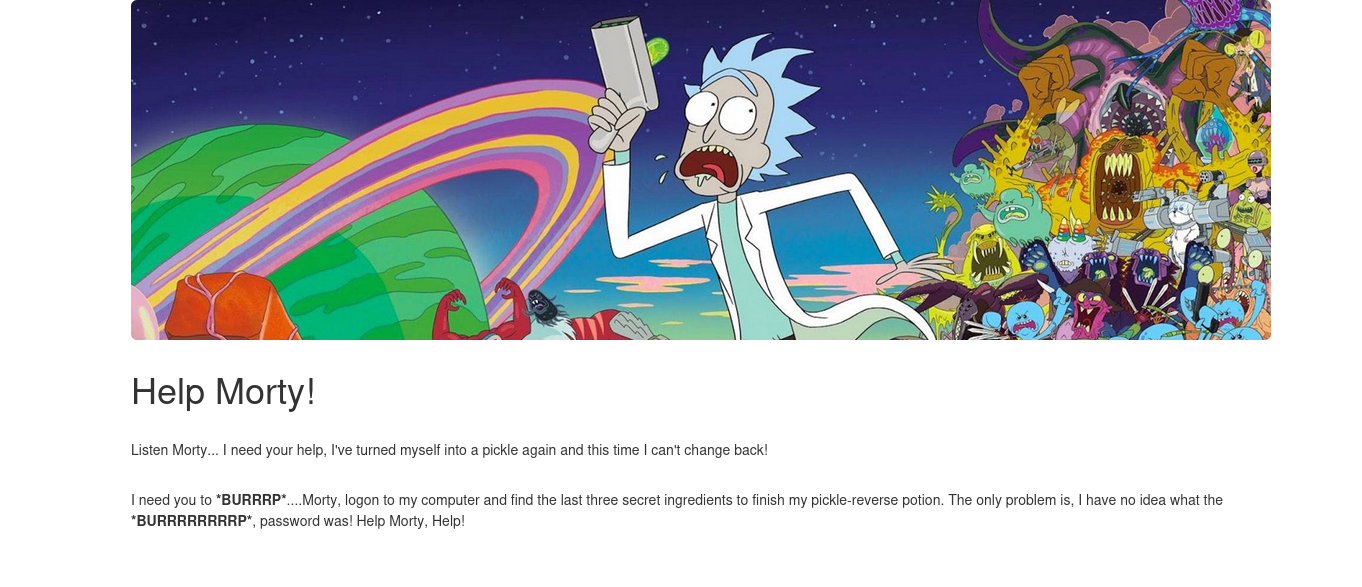 Help Morty!
Listen Morty... I need your help, I've turned myself into a pickle again and this time I can't change back!
I need you to *BURRRP*....Morty, logon to my computer and find the last three secret ingredients to finish my pickle-reverse potion. The only problem is, I have no idea what the
*BURRRRRRRRP*, password was! Help Morty, Help!